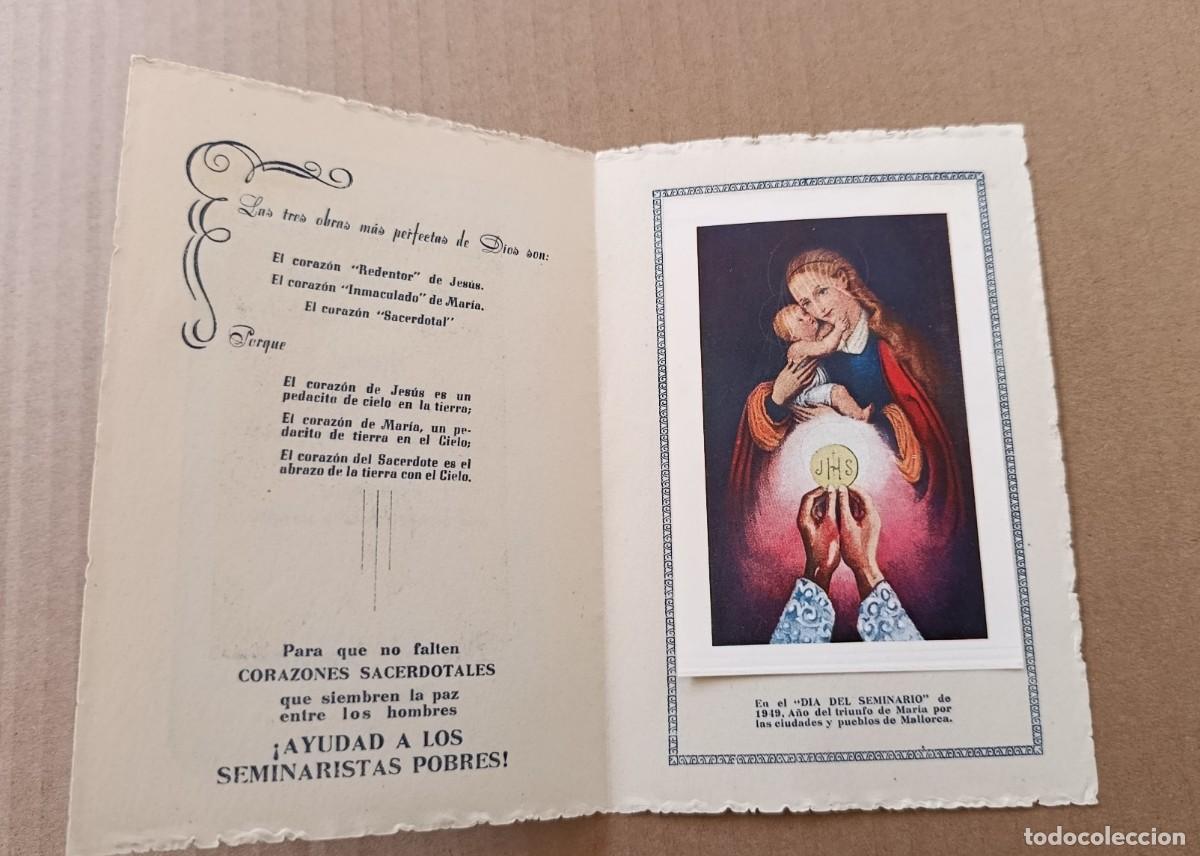 Las tres obras más perfectas de Dios son:
El corazón "Redentor" de Jesús.
El corazón "Inmaculado" de María.
El corazón "Sacerdotal"
Porque
El corazón de Jesús es un
pedacito de cielo en la tierra;
El corazón de María, un pe-
dacito de tierra en el Cielo;
El corazón del Sacerdote es el
abrazo de la tierra con el Cielo.
Para que no falten
CORAZONES SACERDOTALES
que siembren la paz
entre los hombres
¡AYUDAD A LOS
SEMINARISTAS POBRES!
JHS
En el "DIA DEL SEMINARIO" de
1949, Año del triunfo de María por
las ciudades y pueblos de Mallorca.
todocoleccion